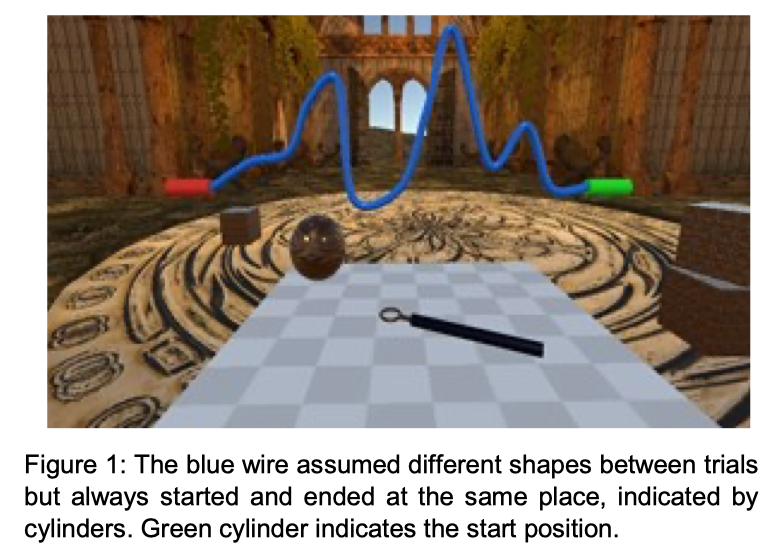 Figure 1: The blue wire assumed different shapes between trials
but always started and ended at the same place, indicated by
cylinders. Green cylinder indicates the start position.